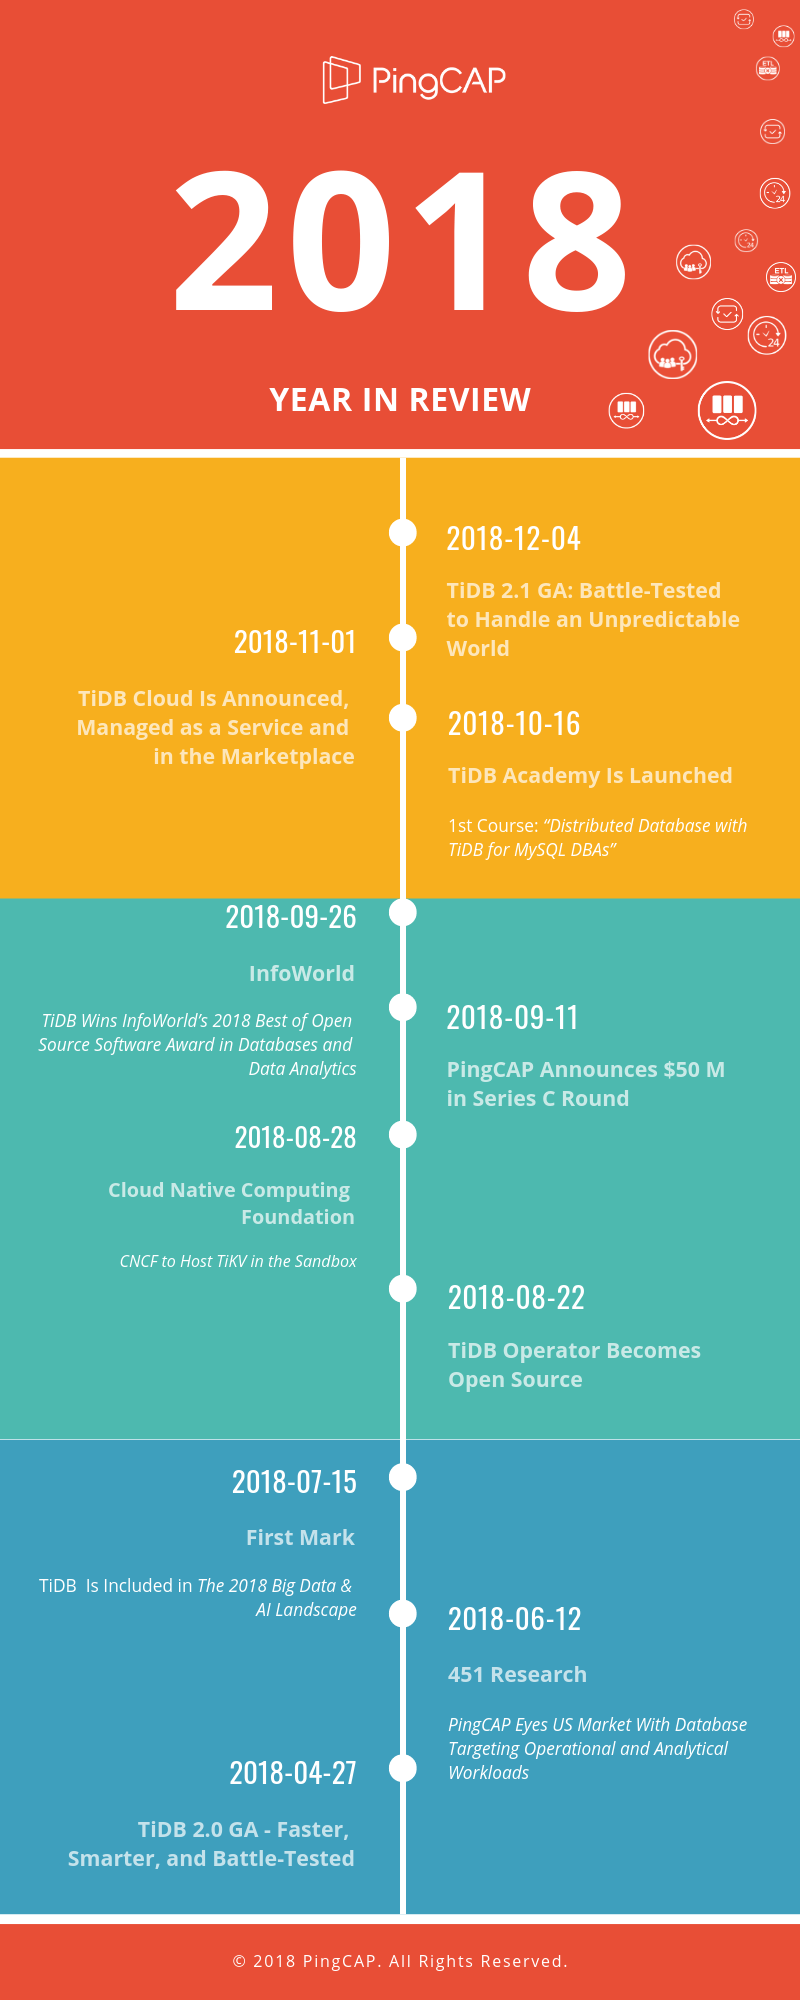 PingCAP
2018
YEAR IN REVIEW
2018-12-04
TiDB 2.1 GA: Battle-Tested
to Handle an Unpredictable
World
2018-11-01
TiDB Cloud Is Announced,
Managed as a Service and
in the Marketplace
2018-10-16
TiDB Academy Is Launched
1st Course: “Distributed Database with
TiDB for MySQL DBAs”
2018-09-26
InfoWorld
TiDB Wins InfoWorld’s 2018 Best of Open
Source Software Award in Databases and
Data Analytics
2018-09-11
PingCAP Announces $50 M
in Series C Round
2018-08-28
Cloud Native Computing
Foundation
CNCF to Host TiKV in the Sandbox
2018-08-22
TiDB Operator Becomes
Open Source
2018-07-15
First Mark
TiDB  Is Included in The 2018 Big Data &
AI Landscape
2018-06-12
451 Research
PingCAP Eyes US Market With Database
Targeting Operational and Analytical
Workloads
2018-04-27
TiDB 2.0 GA - Faster,
Smarter, and Battle-Tested
© 2018 PingCAP. All Rights Reserved.
ETL
24
24
ETL
24